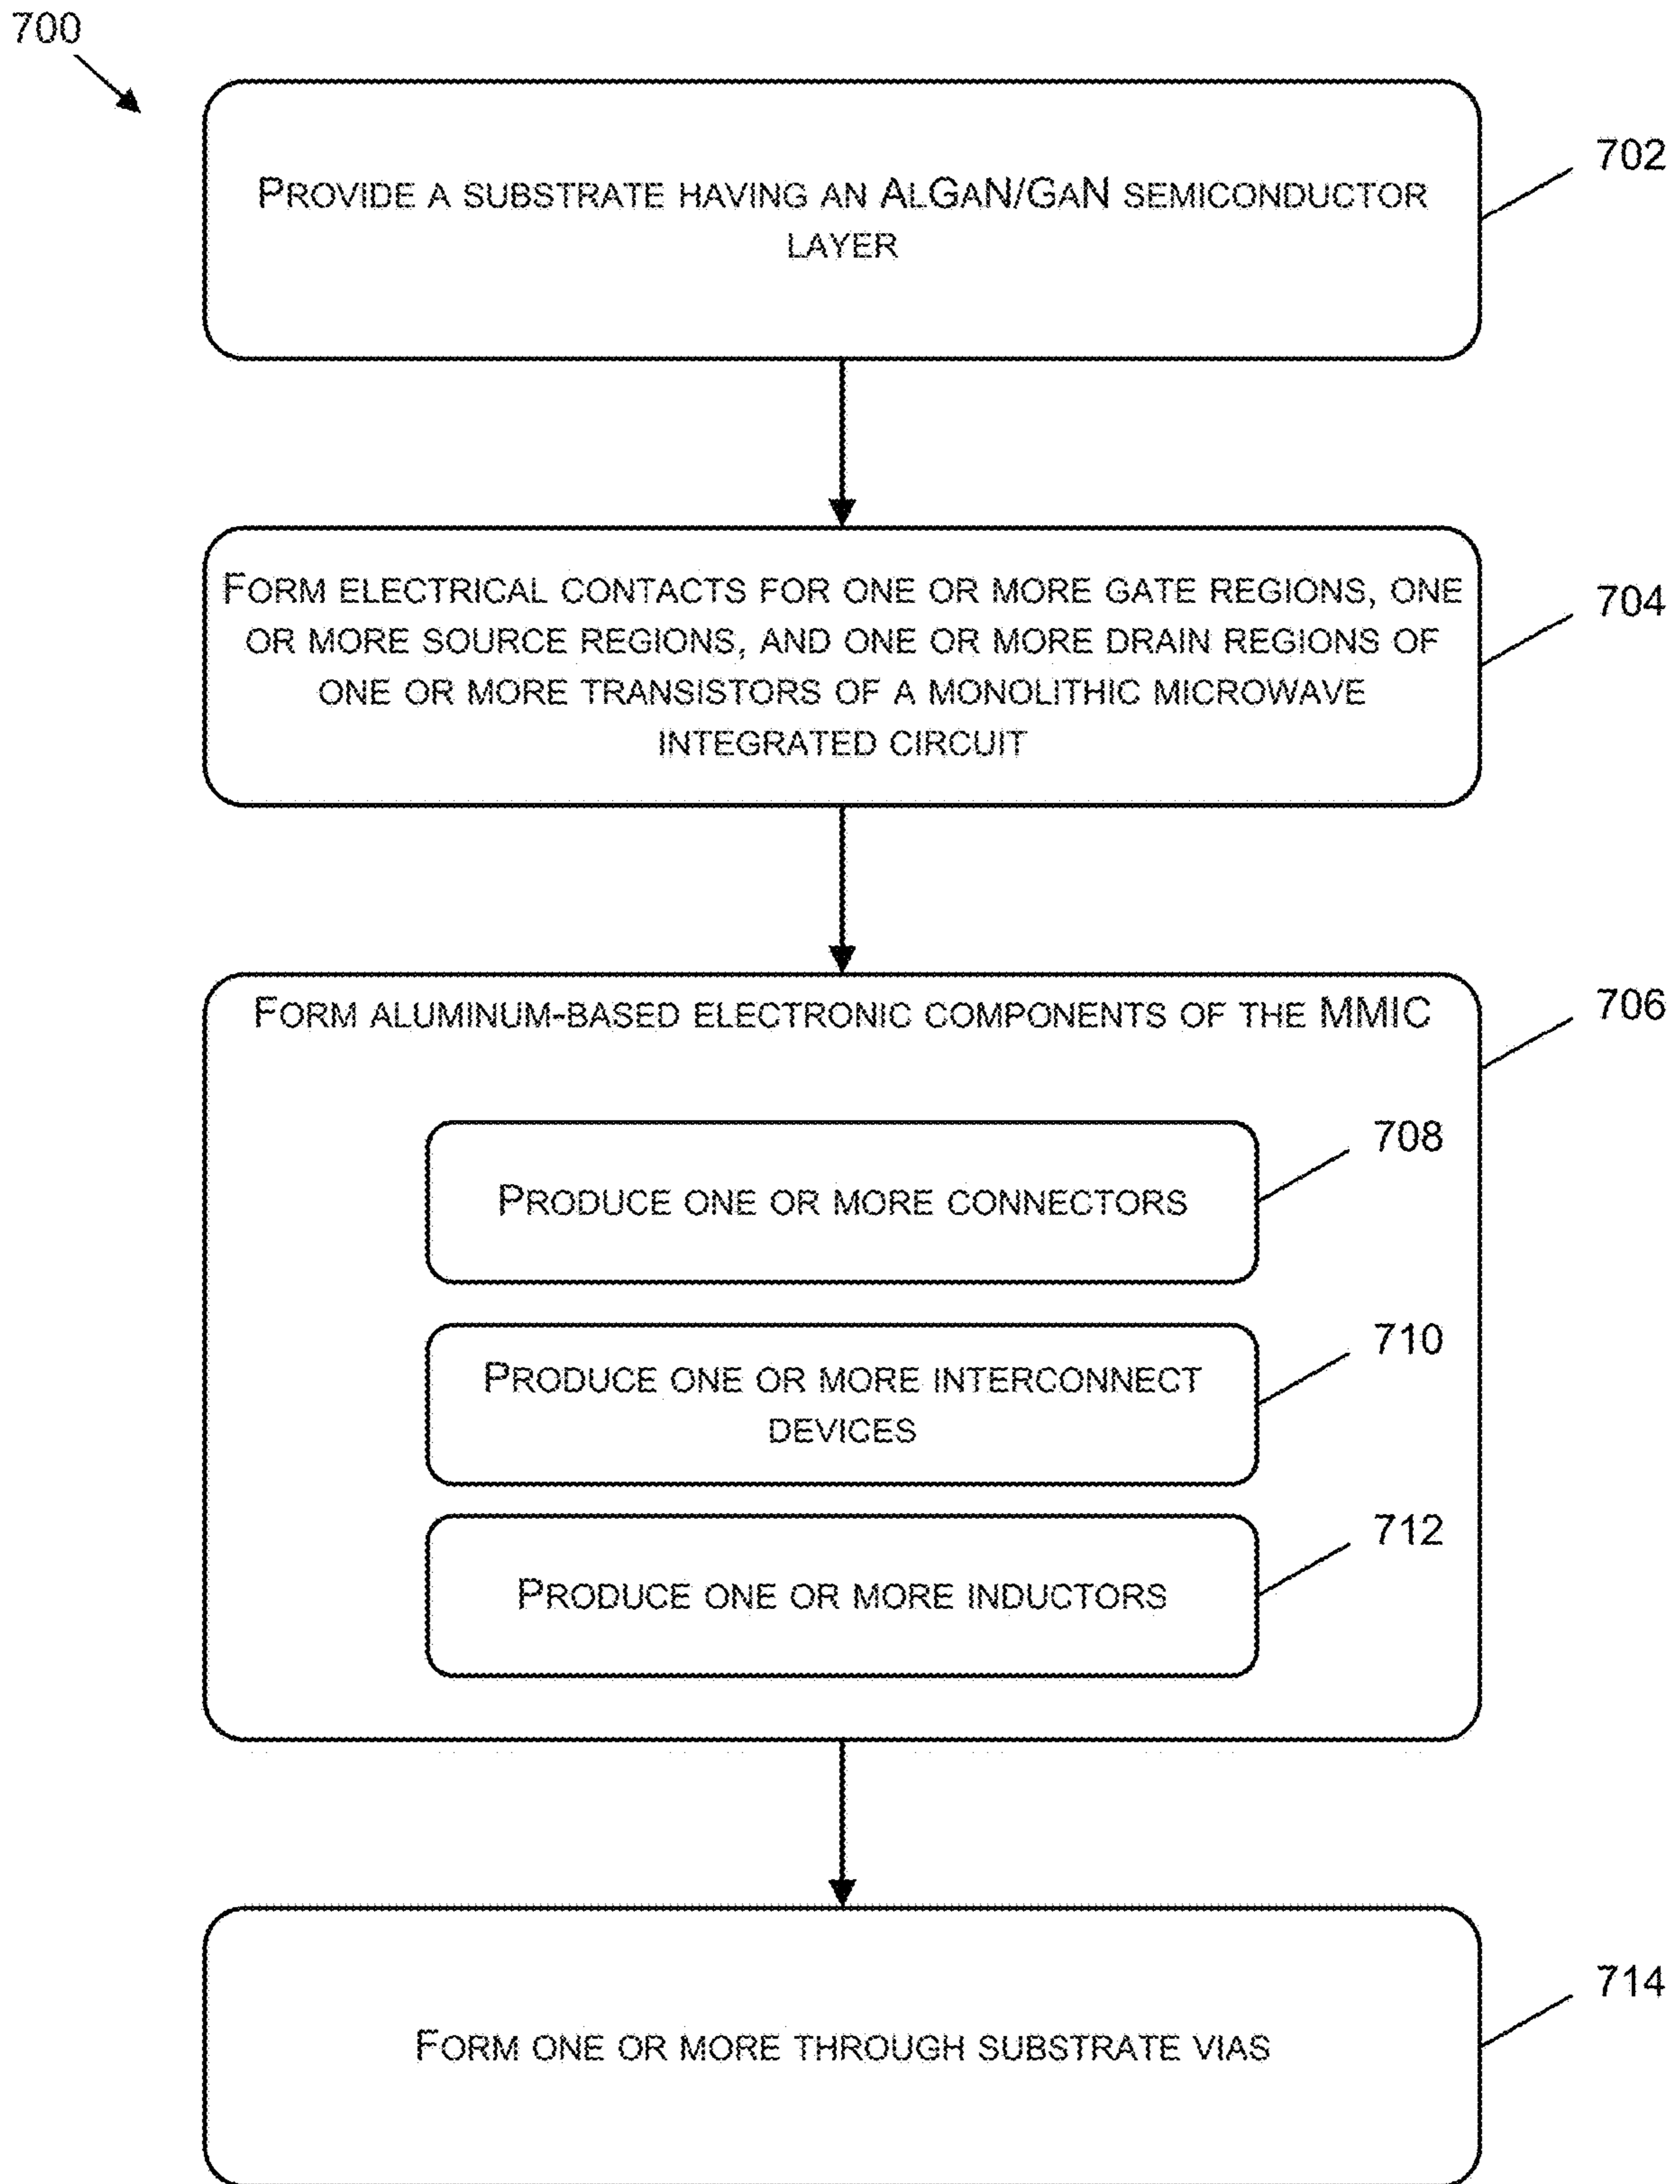 700
PROVIDE A SUBSTRATE HAVING AN ALGAN/GAN SEMICONDUCTOR
LAYER
702
FORM ELECTRICAL CONTACTS FOR ONE OR MORE GATE REGIONS, ONE
OR MORE SOURCE REGIONS, AND ONE OR MORE DRAIN REGIONS OF
ONE OR MORE TRANSISTORS OF A MONOLITHIC MICROWAVE
INTEGRATED CIRCUIT
704
FORM ALUMINUM-BASED ELECTRONIC COMPONENTS OF THE MMIC
706
PRODUCE ONE OR MORE CONNECTORS
708
PRODUCE ONE OR MORE INTERCONNECT
DEVICES
710
PRODUCE ONE OR MORE INDUCTORS
712
FORM ONE OR MORE THROUGH SUBSTRATE VIAS
714